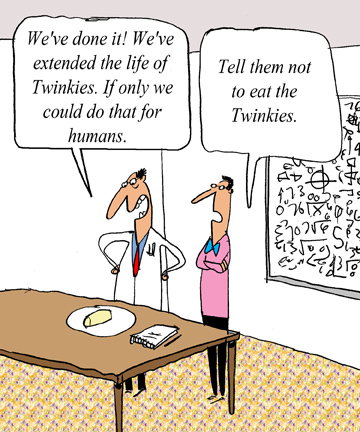 We've done it! We've
extended the life of
Twinkies. If only we
could do that for
humans.
Tell them not
to eat the
Twinkies.